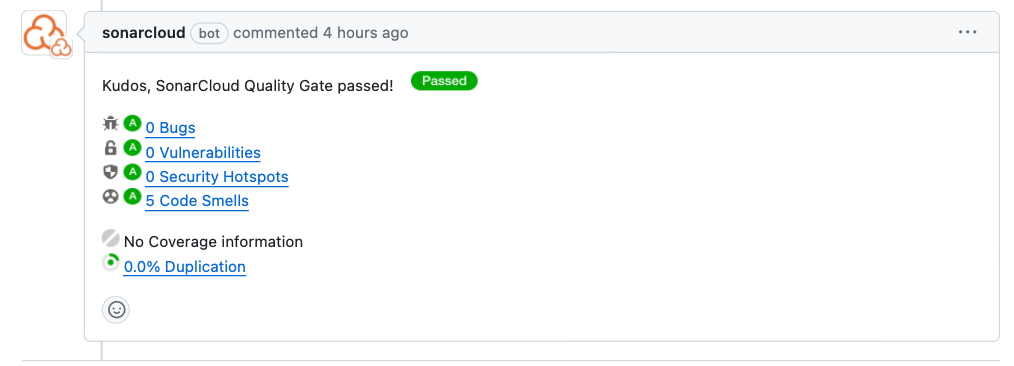 sonarcloud bot commented 4 hours ago
Kudos, SonarCloud Quality Gate passed! Passed
A 0 Bugs
A 0 Vulnerabilities
A 0 Security Hotspots
A 5 Code Smells
No Coverage information
0.0% Duplication